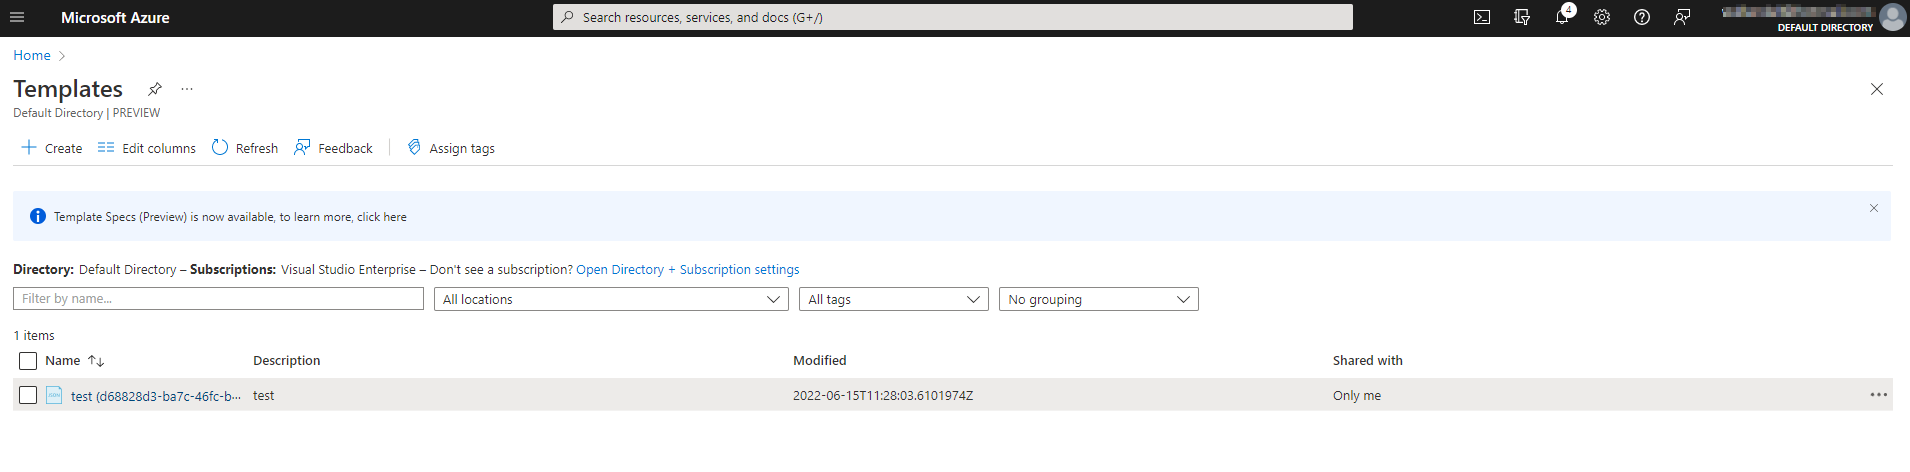 Microsoft Azure
Search resources, services, and docs (G+/)
4
DEFAULT DIRECTORY
Home
Templates
Default Directory | PREVIEW
Create Edit columns Refresh Feedback Assign tags
Template Specs (Preview) is now available, to learn more, click here
Directory: Default Directory – Subscriptions: Visual Studio Enterprise – Don't see a subscription? Open Directory + Subscription settings
Filter by name... All locations All tags No grouping
1 items
Name Description Modified Shared with
test (d68828d3-ba7c-46fc-b... test 2022-06-15T11:28:03.6101974Z Only me